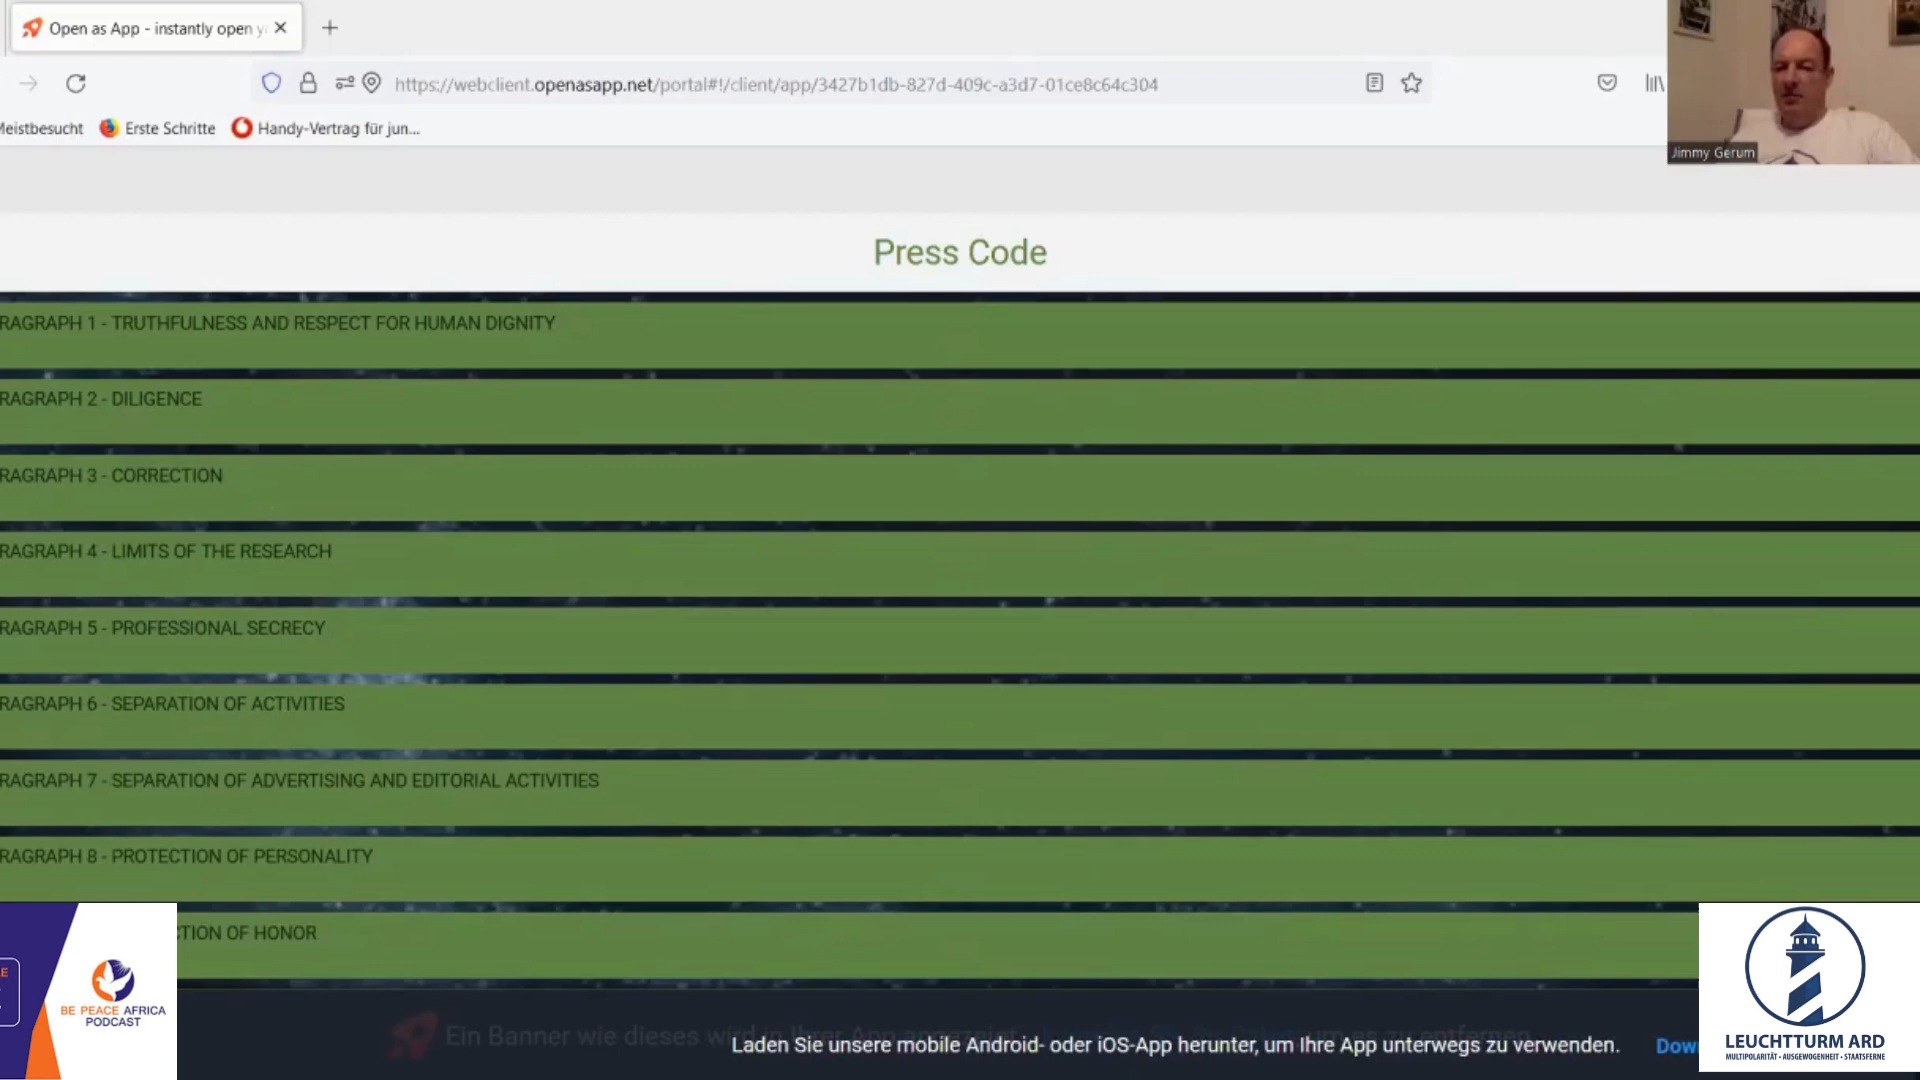 Open as App - instantly open y
https://webclient.openasapp.net/portal#!/client/app/3427b1db-827d-409c-a3d7-01ce8c64c304
Meistbesucht Erste Schritte Handy-Vertrag für jun...
Jimmy Gerum
Press Code
RAGRAPH 1 - TRUTHFULNESS AND RESPECT FOR HUMAN DIGNITY
RAGRAPH 2 - DILIGENCE
RAGRAPH 3 - CORRECTION
RAGRAPH 4 - LIMITS OF THE RESEARCH
RAGRAPH 5 - PROFESSIONAL SECRECY
RAGRAPH 6 - SEPARATION OF ACTIVITIES
RAGRAPH 7 - SEPARATION OF ADVERTISING AND EDITORIAL ACTIVITIES
RAGRAPH 8 - PROTECTION OF PERSONALITY
TION OF HONOR
E
BE PEACE AFRICA
PODCAST
Ein Banner wie dieses wird in Ihrer App angezeigt um es zu entfernen
Laden Sie unsere mobile Android- oder iOS-App herunter, um Ihre App unterwegs zu verwenden.
Dow
LEUCHTTURM ARD
MULTIPOLARITÄT • AUSGEWOGENHEIT • STAATSFERNE